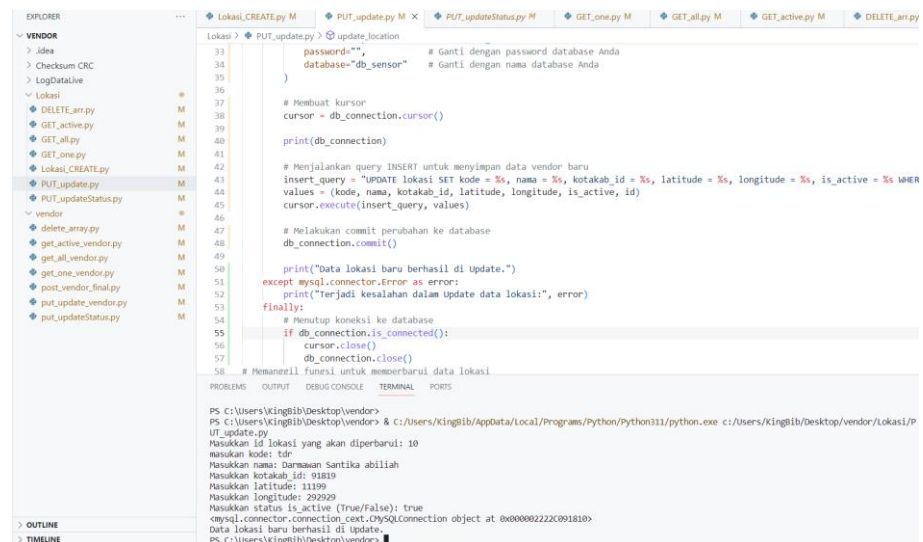 EXPLORER
VENDOR
.idea
Checksum CRC
LogDataLive
Lokasi
DELETE_arr.py M
GET_active.py M
GET_all.py M
GET_one.py M
Lokasi_CREATE.py M
PUT_update.py M
PUT_updateStatus.py M
vendor
delete_array.py M
get_active_vendor.py M
get_all_vendor.py M
get_one_vendor.py M
post_vendor_final.py M
put_update_vendor.py M
put_updateStatus.py M
OUTLINE
TIMELINE
Lokasi_CREATE.py M PUT_update.py M X PUT_updateStatus.py M GET_one.py M GET_all.py M GET_active.py M DELETE_arr.py
Lokasi > PUT_update.py > update_location
33 password="", # Ganti dengan password database Anda
34 database="db_sensor" # Ganti dengan nama database Anda
35 )
36
37 # Membuat kursor
38 cursor = db_connection.cursor()
39
40 print(db_connection)
41
42 # Menjalankan query INSERT untuk menyimpan data vendor baru
43 insert_query = "UPDATE lokasi SET kode = %s, nama = %s, kotakab_id = %s, latitude = %s, longitude = %s, is_active = %s WHER
44 values = (kode, nama, kotakab_id, latitude, longitude, is_active, id)
45 cursor.execute(insert_query, values)
46
47 # Melakukan commit perubahan ke database
48 db_connection.commit()
49
50 print("Data lokasi baru berhasil di Update.")
51 except mysql.connector.Error as error:
52 print("Terjadi kesalahan dalam Update data lokasi:", error)
53 finally:
54 # Menutup koneksi ke database
55 if db_connection.is_connected():
56 cursor.close()
57 db_connection.close()
58 # Memanggil fungsi untuk memperbarui data lokasi
PROBLEMS OUTPUT DEBUG CONSOLE TERMINAL PORTS
PS C:\Users\KingBib\Desktop\vendor>
PS C:\Users\KingBib\Desktop\vendor> & C:/Users/KingBib/AppData/Local/Programs/Python/Python311/python.exe c:/Users/KingBib/Desktop/vendor/Lokasi/P
UT_update.py
Masukkan id lokasi yang akan diperbarui: 10
masukan kode: tdr
Masukkan nama: Darmawan Santika abiliah
Masukkan kotakab_id: 91819
Masukkan latitude: 11199
Masukkan longitude: 292929
Masukkan status is_active (True/False): true
<mysql.connector.connection_cext.CMySQLConnection object at 0x000002222C091810>
Data lokasi baru berhasil di Update.
PS C:\Users\KingBib\Desktop\vendor>